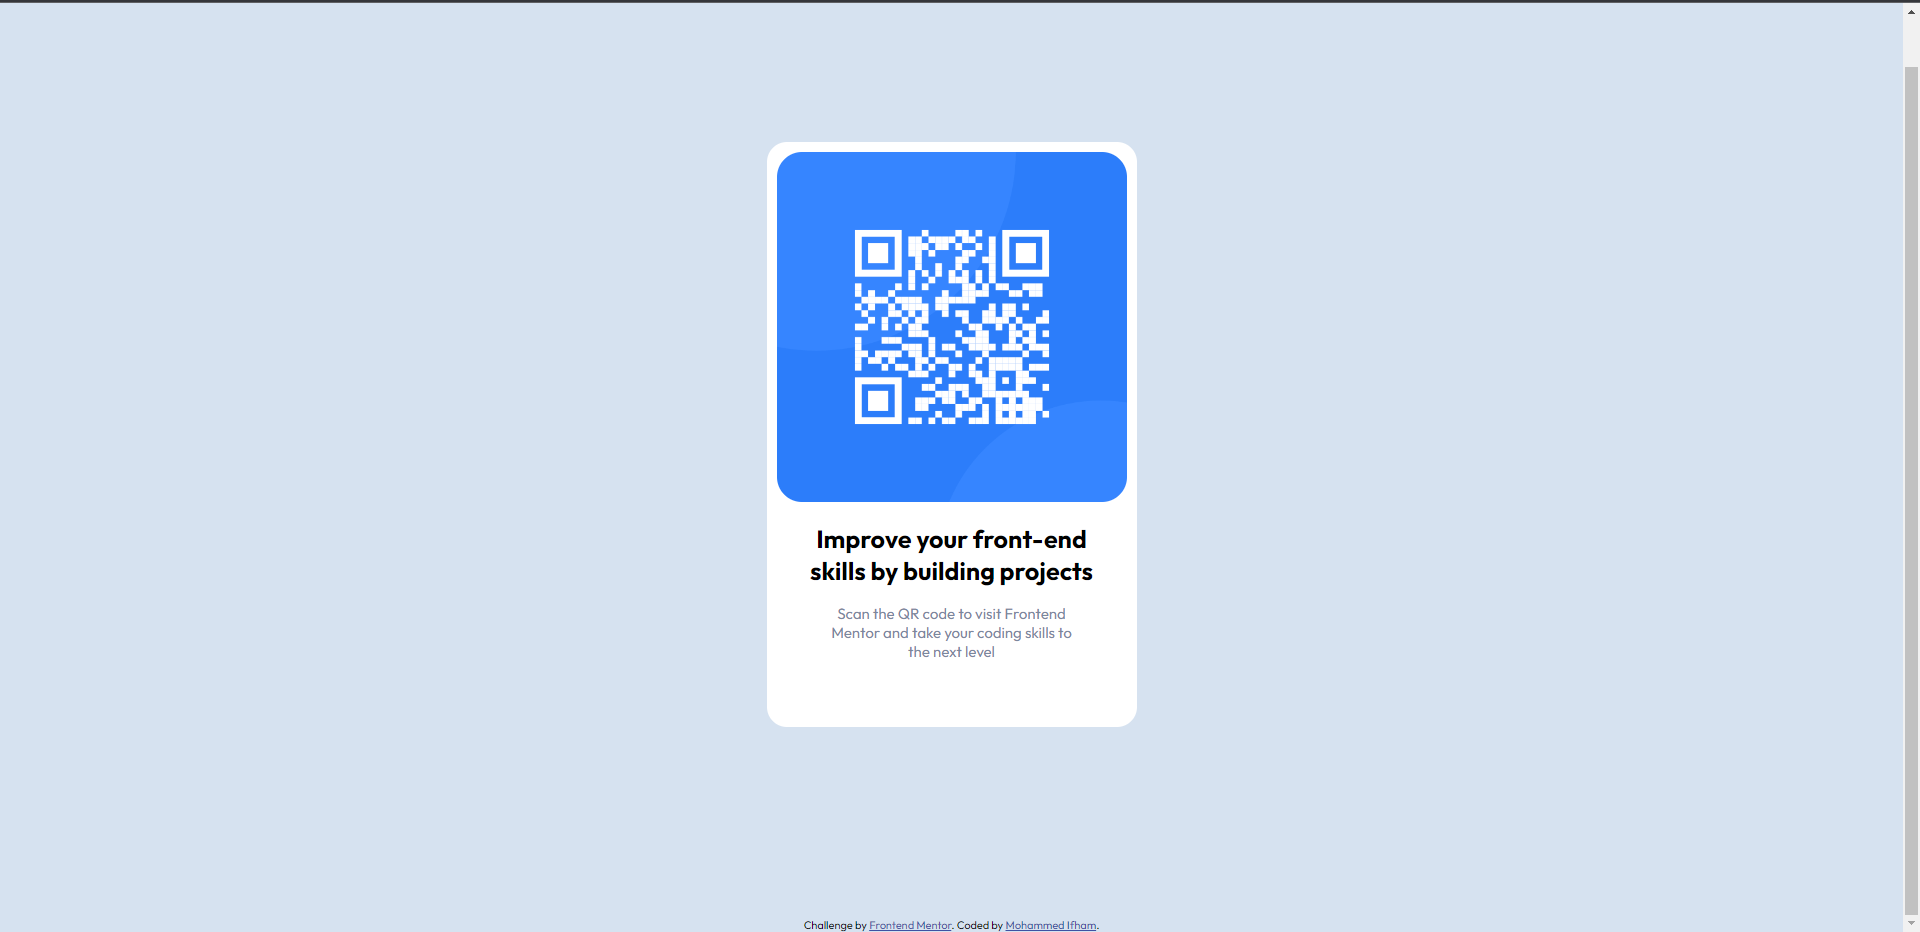 Improve your front-end
skills by building projects
Scan the QR code to visit Frontend
Mentor and take your coding skills to
the next level
Challenge by Frontend Mentor. Coded by Mohammed Ifham.